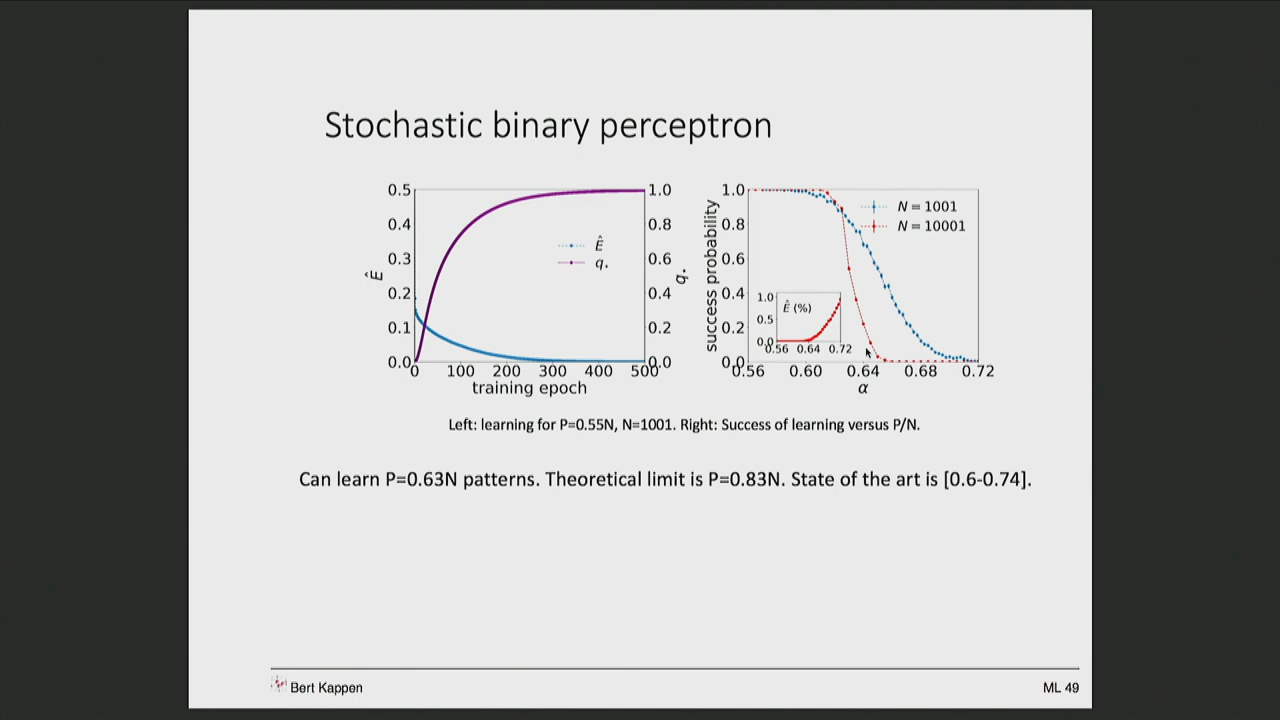 Stochastic binary perceptron
0.5
0.4
0.3
0.2
0.1
0.0
Ê
1.0
0.8
0.6
0.4
0.2
0.0
q⋆
Ê
q⋆
0 100 200 300 400 500
training epoch
success probability
1.0
0.8
0.6
0.4
0.2
0.0
N = 1001
N = 10001
1.0
0.5
0.0
Ê (%)
0.56 0.64 0.72
0.56 0.60 0.64 0.68 0.72
α
Left: learning for P=0.55N, N=1001. Right: Success of learning versus P/N.
Can learn P=0.63N patterns. Theoretical limit is P=0.83N. State of the art is [0.6-0.74].
Bert Kappen
ML 49